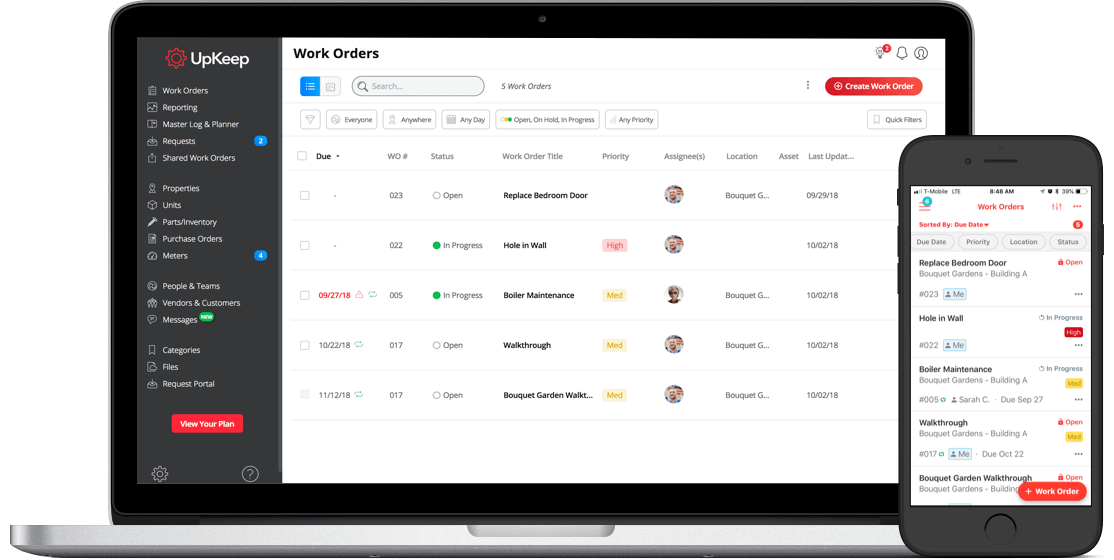 UpKeep
Work Orders
Reporting
Master Log & Planner
Requests 2
Shared Work Orders
Properties
Units
Parts/Inventory
Purchase Orders
Meters 4
People & Teams
Vendors & Customers
Messages NEW
Categories
Files
Request Portal
View Your Plan
?
Work Orders 2
Search... 5 Work Orders Create Work Order
Everyone Anywhere Any Day Open, On Hold, In Progress Any Priority Quick Filters
Due WO # Status Work Order Title Priority Assignee(s) Location Asset Last Updat...
- 023 Open Replace Bedroom Door Bouquet G... 09/29/18
- 022 In Progress Hole in Wall High 10/02/18
09/27/18 005 In Progress Boiler Maintenance Med Bouquet G... 10/02/18
10/22/18 017 Open Walkthrough Med Bouquet G... 10/02/18
11/12/18 017 Open Bouquet Garden Walkt... Med Bouquet G... 10/02/18
T-Mobile LTE 8:48 AM 39%
6 Work Orders ...
Sorted By: Due Date 5
Due Date Priority Location Status
Replace Bedroom Door Open
Bouquet Gardens - Building A
#023 Me ...
Hole in Wall In Progress
High
#022 Me ...
Boiler Maintenance In Progress
Bouquet Gardens - Building A Med
#005 Sarah C. · Due Sep 27 ...
Walkthrough Open
Bouquet Gardens - Building A Med
#017 Me · Due Oct 22 ...
Bouquet Garden Walkthrough Open
Bouquet Gardens - Building
+ Work Order